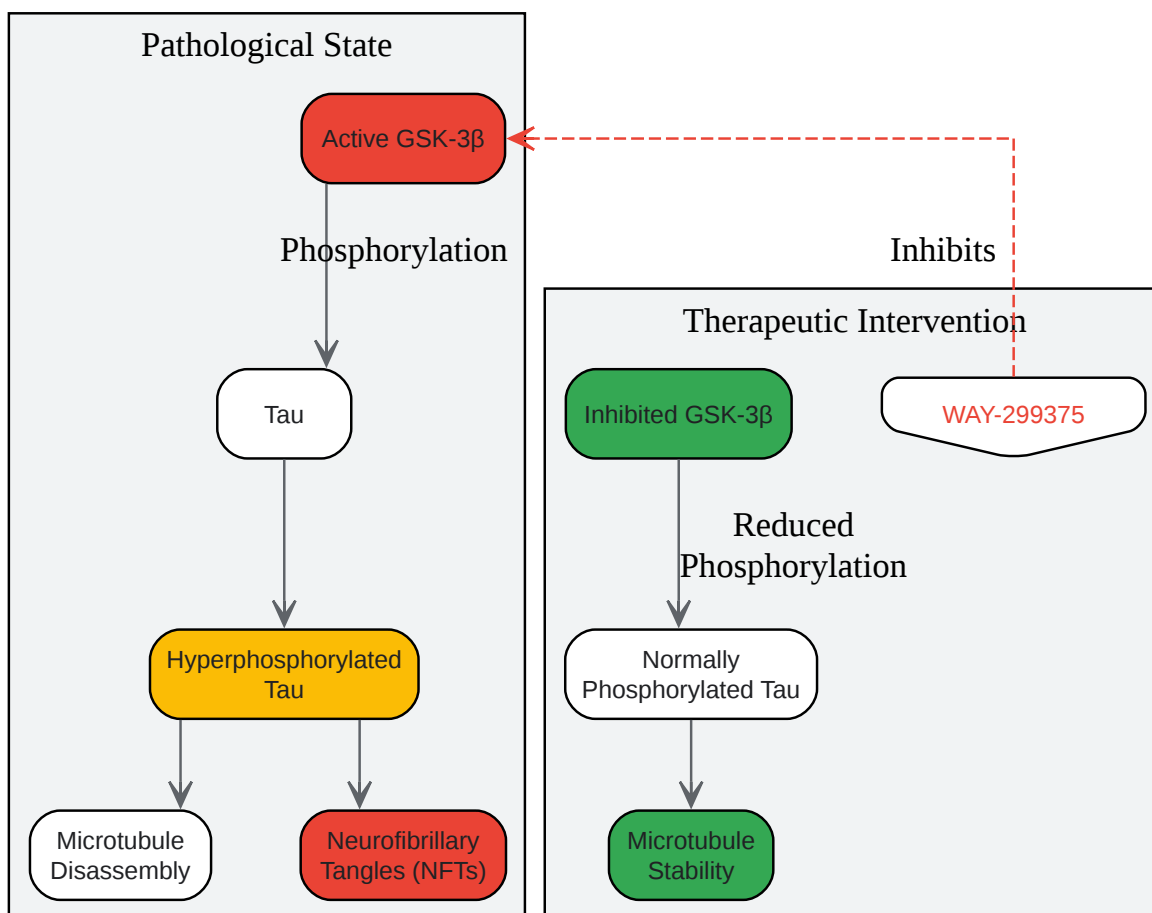 Pathological State
Active GSK-3β
Phosphorylation
Tau
Hyperphosphorylated
Tau
Microtubule
Disassembly
Neurofibrillary
Tangles (NFTs)
Inhibits
Therapeutic Intervention
Inhibited GSK-3β
WAY-299375
Reduced
Phosphorylation
Normally
Phosphorylated Tau
Microtubule
Stability